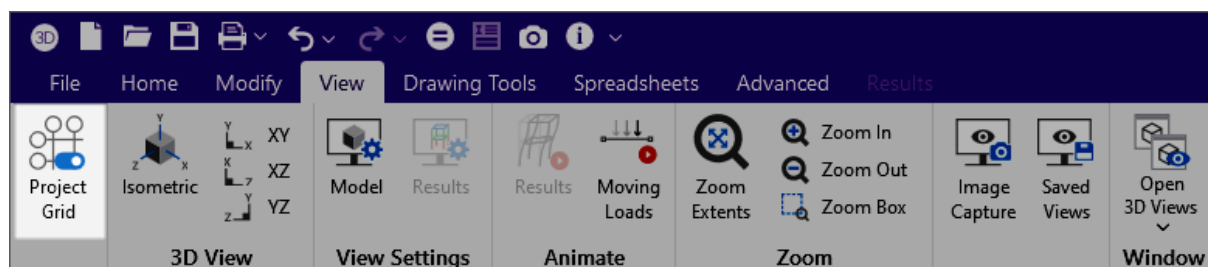 3D
File Home Modify View Drawing Tools Spreadsheets Advanced Results
Project Grid
Y Z X Isometric
Y X XY
X Z XZ
Y Z YZ
3D View
Model Results
View Settings
Results Moving Loads
Animate
Zoom Extents
Zoom In
Zoom Out
Zoom Box
Zoom
Image Capture
Saved Views
Open 3D Views
Window